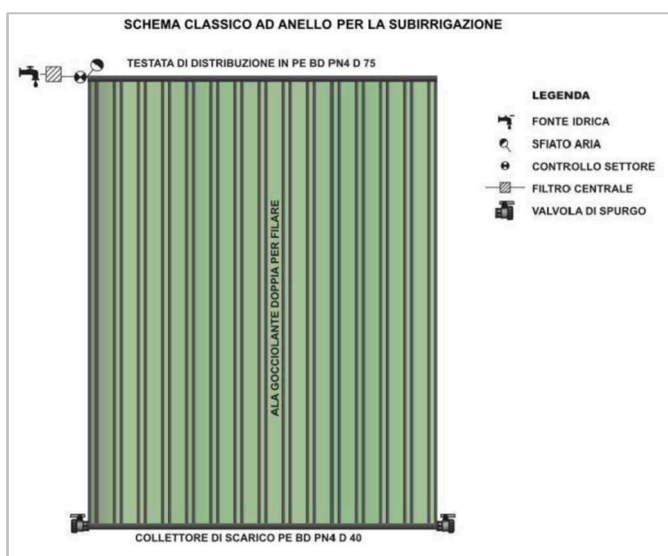 SCHEMA CLASSICO AD ANELLO PER LA SUBIRRIGAZIONE
TESTATA DI DISTRIBUZIONE IN PE BD PN4 D 75
LEGENDA
FONTE IDRICA
SFIATO ARIA
CONTROLLO SETTORE
FILTRO CENTRALE
VALVOLA DI SPURGO
ALA GOCCIOLANTE DOPPIA PER FILARE
COLLETTORE DI SCARICO PE BD PN4 D 40